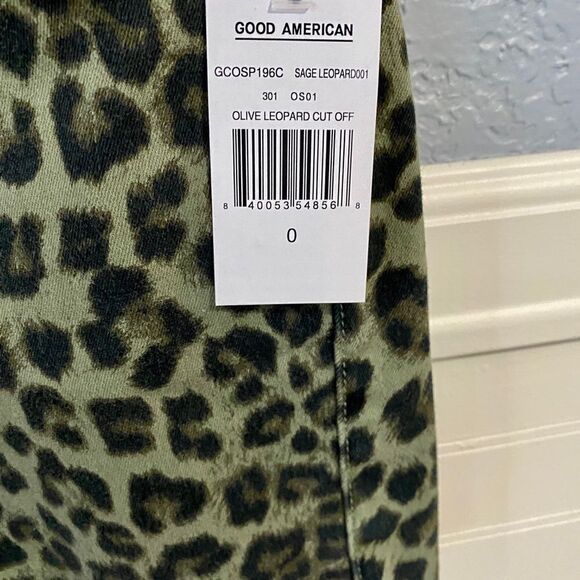 GOOD AMERICAN
GCOSP196C SAGE LEOPARD001
301 OS01
OLIVE LEOPARD CUT OFF
8 40053 54856 8
0